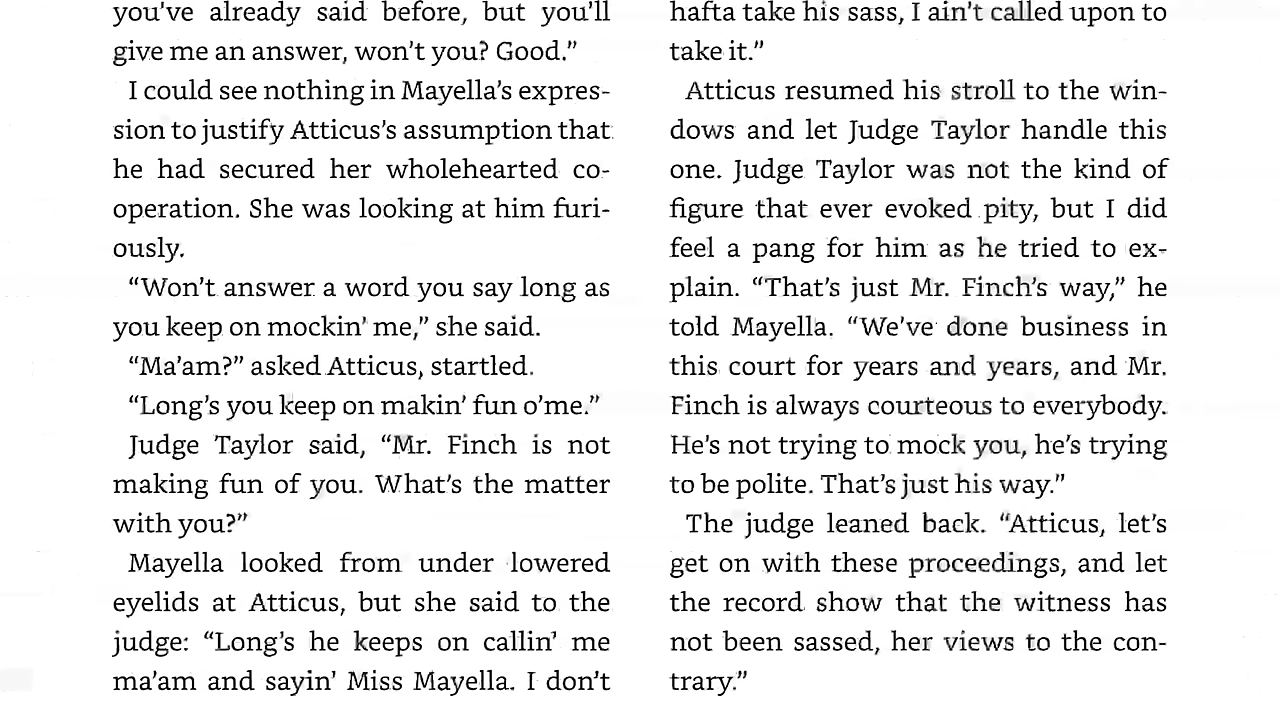 you've already said before, but you'll
give me an answer, won't you? Good.”
I could see nothing in Mayella's expres-
sion to justify Atticus's assumption that
he had secured her wholehearted co-
operation. She was looking at him furi-
ously.
“Won't answer a word you say long as
you keep on mockin' me,” she said.
“Ma'am?” asked Atticus, startled.
“Long's you keep on makin' fun o'me.”
Judge Taylor said, “Mr. Finch is not
making fun of you. What's the matter
with you?”
Mayella looked from under lowered
eyelids at Atticus, but she said to the
judge: “Long's he keeps on callin' me
ma'am and sayin' Miss Mayella. I don't
hafta take his sass, I ain't called upon to
take it.”
Atticus resumed his stroll to the win-
dows and let Judge Taylor handle this
one. Judge Taylor was not the kind of
figure that ever evoked pity, but I did
feel a pang for him as he tried to ex-
plain. “That's just Mr. Finch's way,” he
told Mayella. “We've done business in
this court for years and years, and Mr.
Finch is always courteous to everybody.
He's not trying to mock you, he's trying
to be polite. That's just his way.”
The judge leaned back. “Atticus, let's
get on with these proceedings, and let
the record show that the witness has
not been sassed, her views to the con-
trary.”